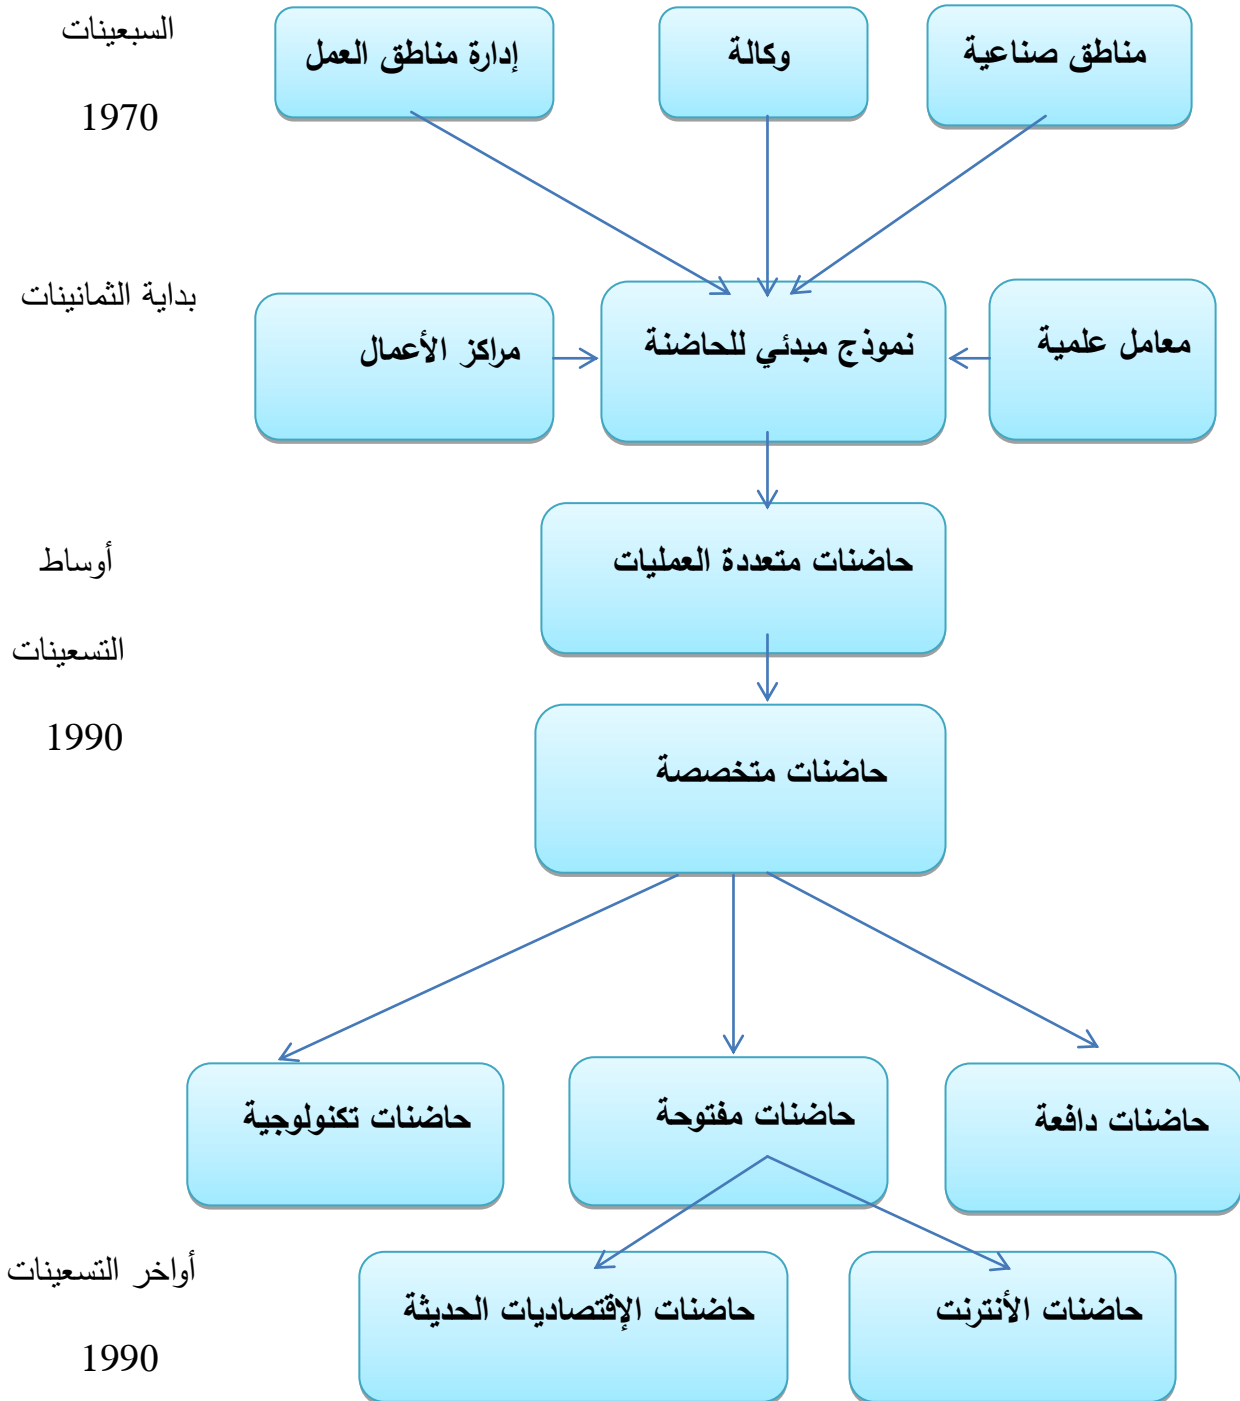 السبعينات
1970
مناطق صناعية
وكالة
إدارة مناطق العمل
بداية الثمانينات
معامل علمية
نموذج مبدئي للحاضنة
مراكز الأعمال
أوساط
التسعينات
1990
حاضنات متعددة العمليات
حاضنات متخصصة
حاضنات دافعة
حاضنات مفتوحة
حاضنات تكنولوجية
أواخر التسعينات
1990
حاضنات الأنترنت
حاضنات الإقتصاديات الحديثة